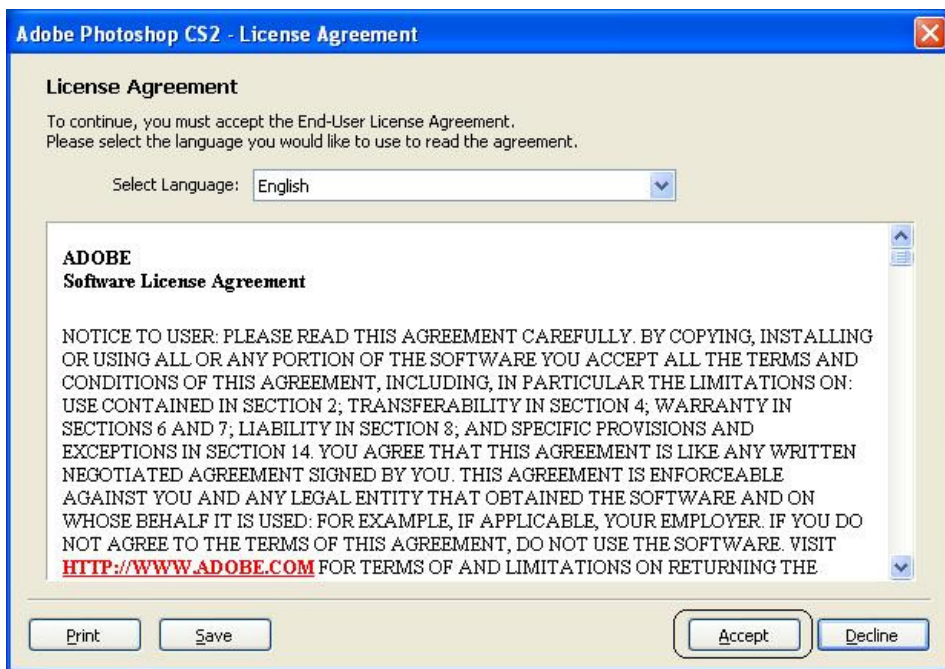 Adobe Photoshop CS2 - License Agreement
License Agreement
To continue, you must accept the End-User License Agreement.
Please select the language you would like to use to read the agreement.
Select Language: English
ADOBE
Software License Agreement
NOTICE TO USER: PLEASE READ THIS AGREEMENT CAREFULLY. BY COPYING, INSTALLING
OR USING ALL OR ANY PORTION OF THE SOFTWARE YOU ACCEPT ALL THE TERMS AND
CONDITIONS OF THIS AGREEMENT, INCLUDING, IN PARTICULAR THE LIMITATIONS ON:
USE CONTAINED IN SECTION 2; TRANSFERABILITY IN SECTION 4; WARRANTY IN
SECTIONS 6 AND 7; LIABILITY IN SECTION 8; AND SPECIFIC PROVISIONS AND
EXCEPTIONS IN SECTION 14. YOU AGREE THAT THIS AGREEMENT IS LIKE ANY WRITTEN
NEGOTIATED AGREEMENT SIGNED BY YOU. THIS AGREEMENT IS ENFORCEABLE
AGAINST YOU AND ANY LEGAL ENTITY THAT OBTAINED THE SOFTWARE AND ON
WHOSE BEHALF IT IS USED: FOR EXAMPLE, IF APPLICABLE, YOUR EMPLOYER. IF YOU DO
NOT AGREE TO THE TERMS OF THIS AGREEMENT, DO NOT USE THE SOFTWARE. VISIT
HTTP://WWW.ADOBE.COM FOR TERMS OF AND LIMITATIONS ON RETURNING THE
Print Save Accept Decline